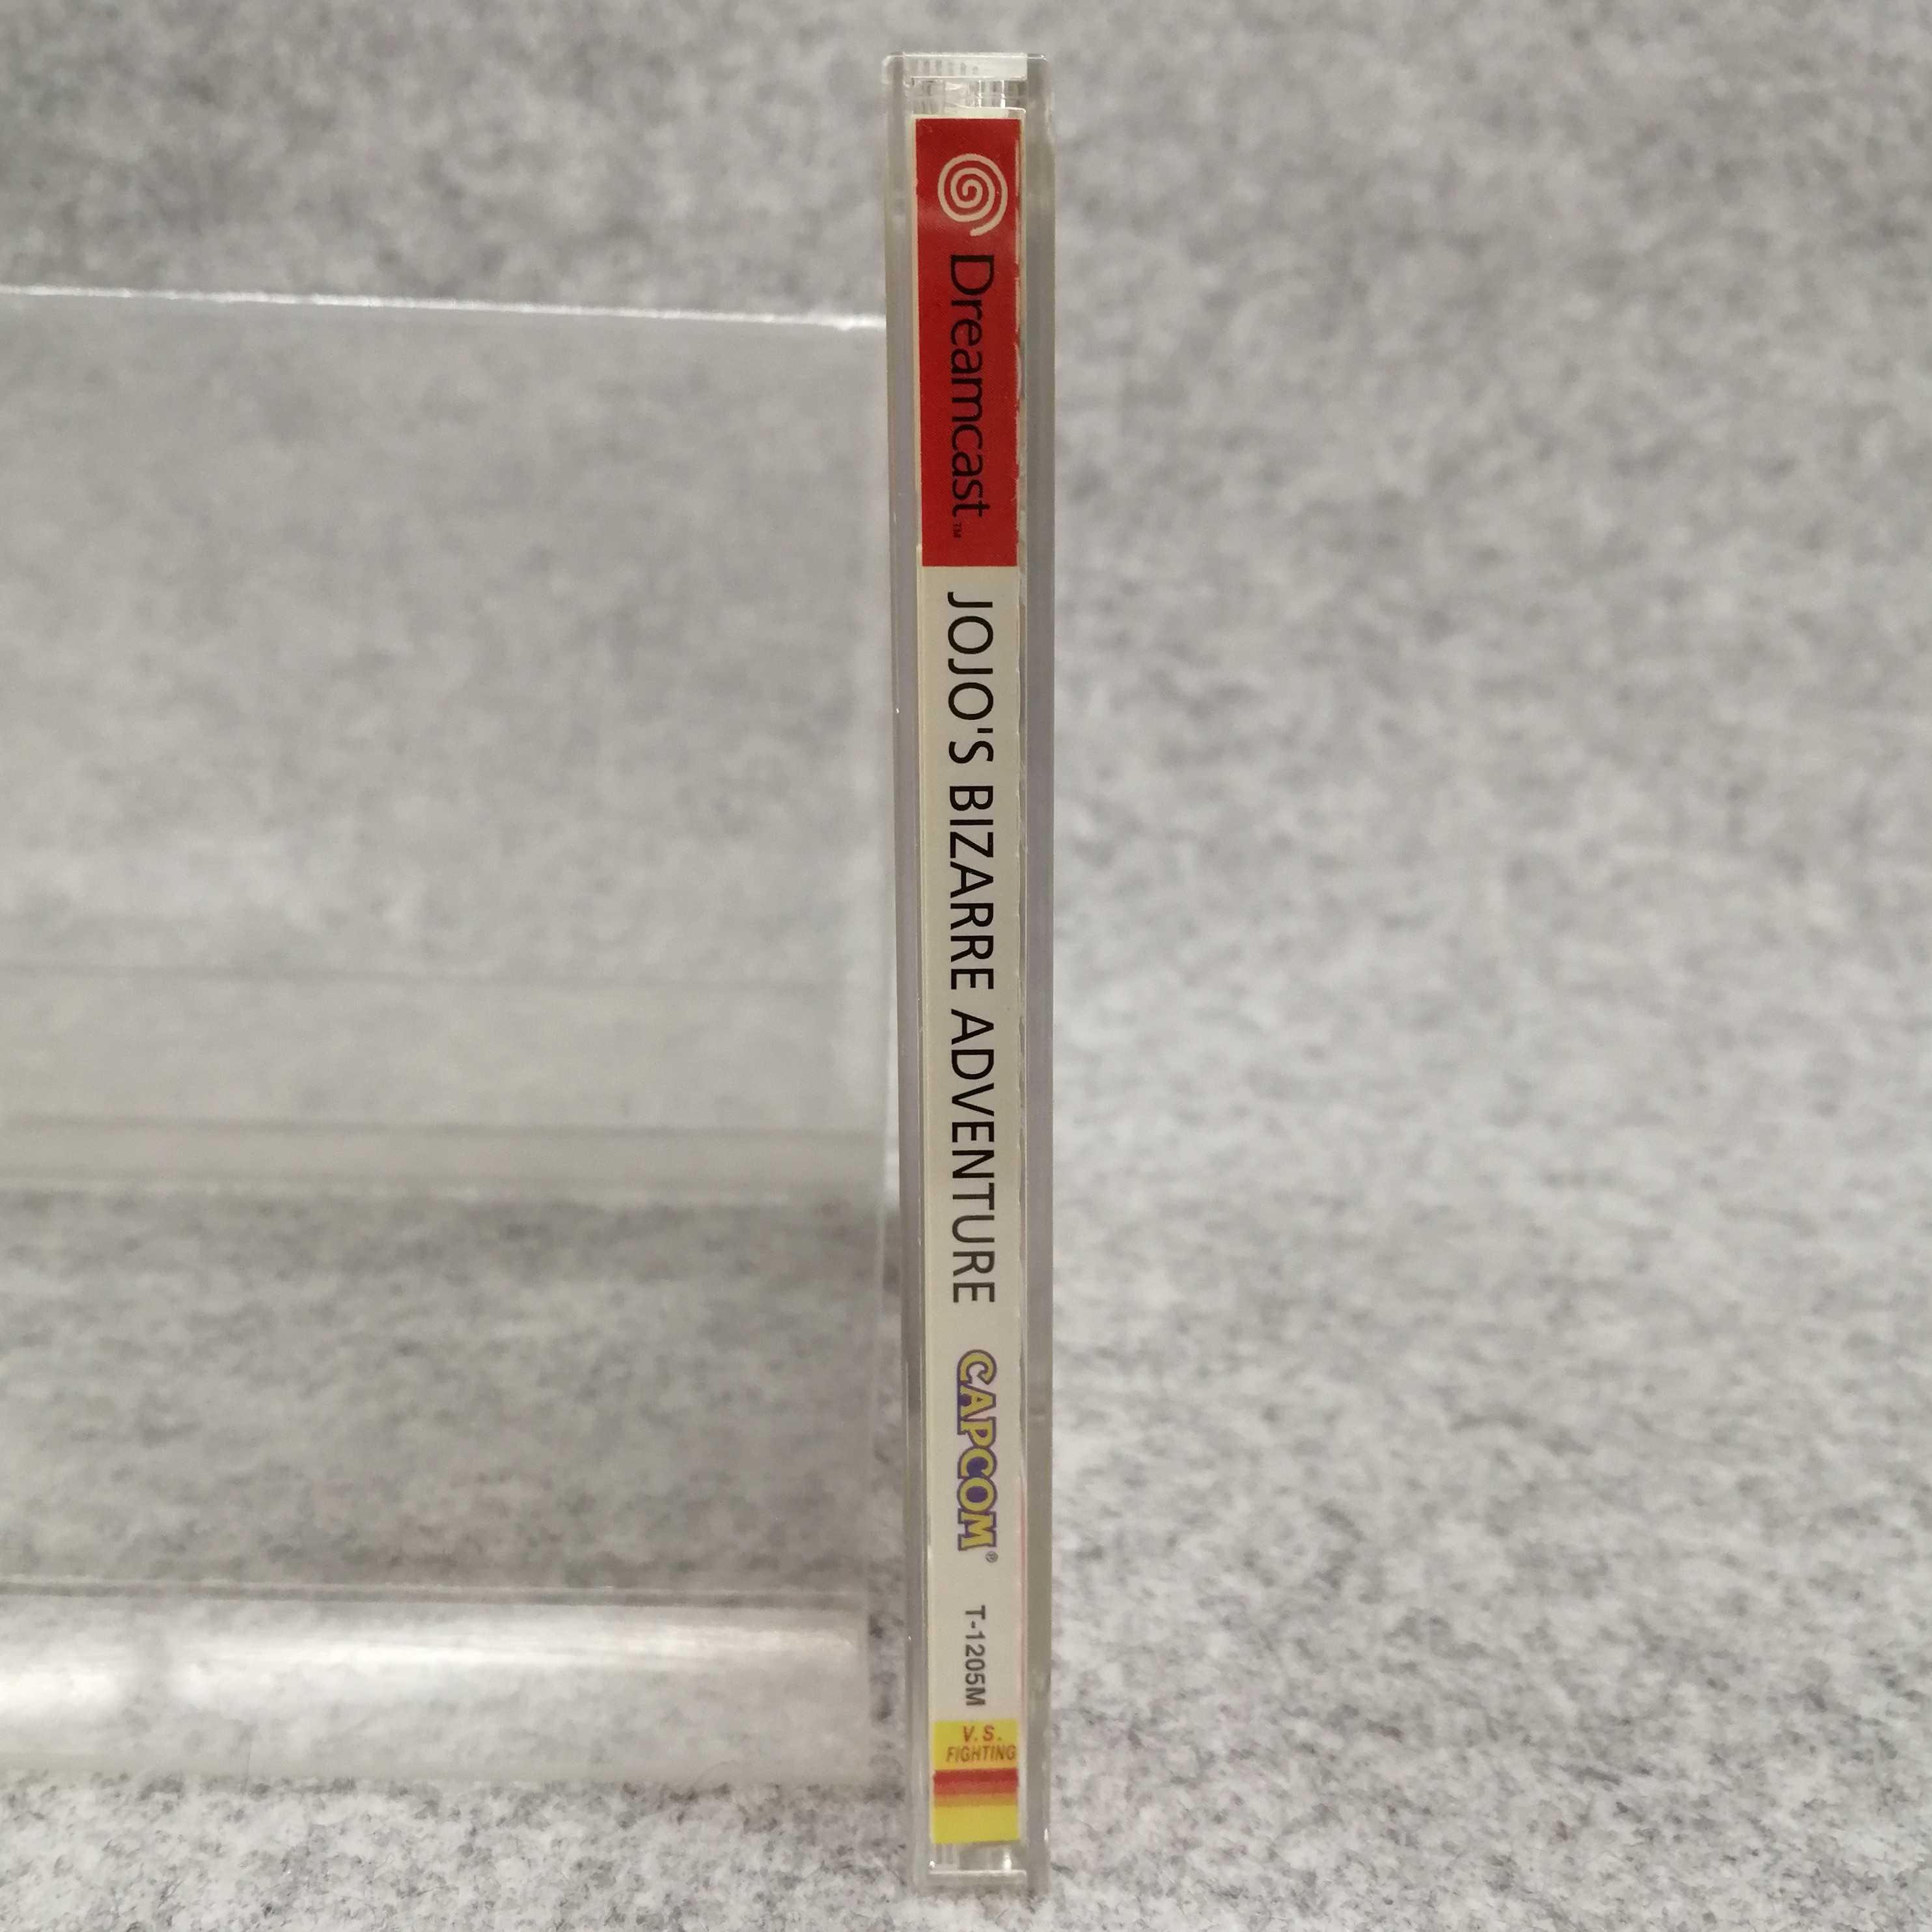 Dreamcast™
JOJO'S BIZARRE ADVENTURE
CAPCOM®
T-1205M
V.S.
FIGHTING